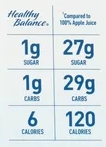 Healthy Balance®
†Compared to
100% Apple Juice
1g 27g
SUGAR SUGAR
1g 29g
CARBS CARBS
6 120
CALORIES CALORIES